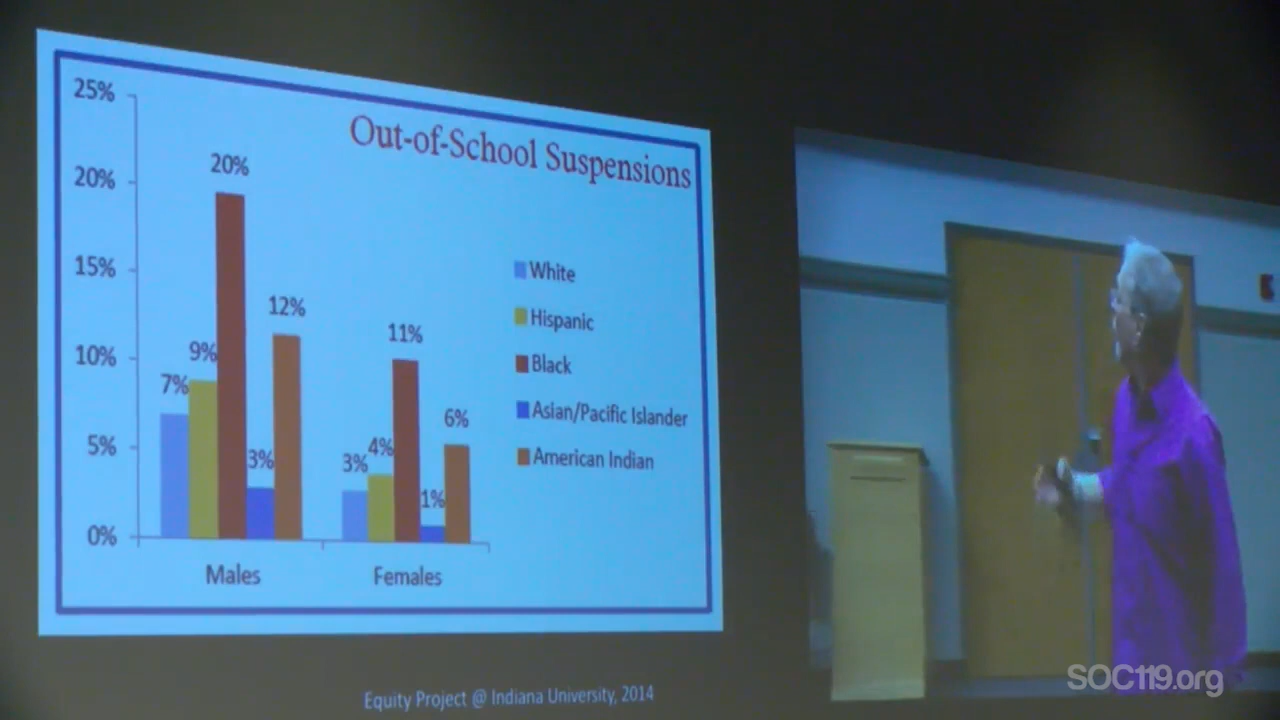 Out-of-School Suspensions
25%
20%
15%
10%
5%
0%
7%
9%
20%
3%
12%
3%
4%
11%
1%
6%
Males
Females
White
Hispanic
Black
Asian/Pacific Islander
American Indian
Equity Project @ Indiana University, 2014
SOC119.org